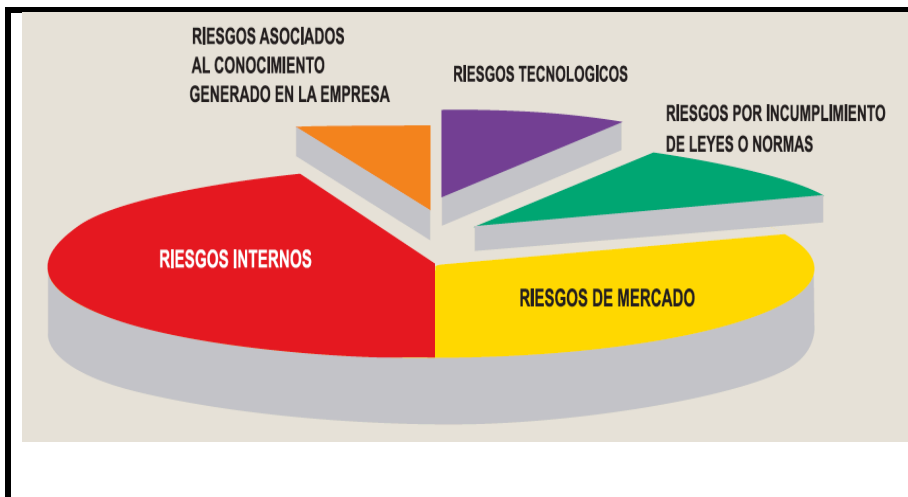 RIESGOS ASOCIADOS
AL CONOCIMIENTO
GENERADO EN LA EMPRESA
RIESGOS TECNOLOGICOS
RIESGOS POR INCUMPLIMIENTO
DE LEYES O NORMAS
RIESGOS INTERNOS
RIESGOS DE MERCADO